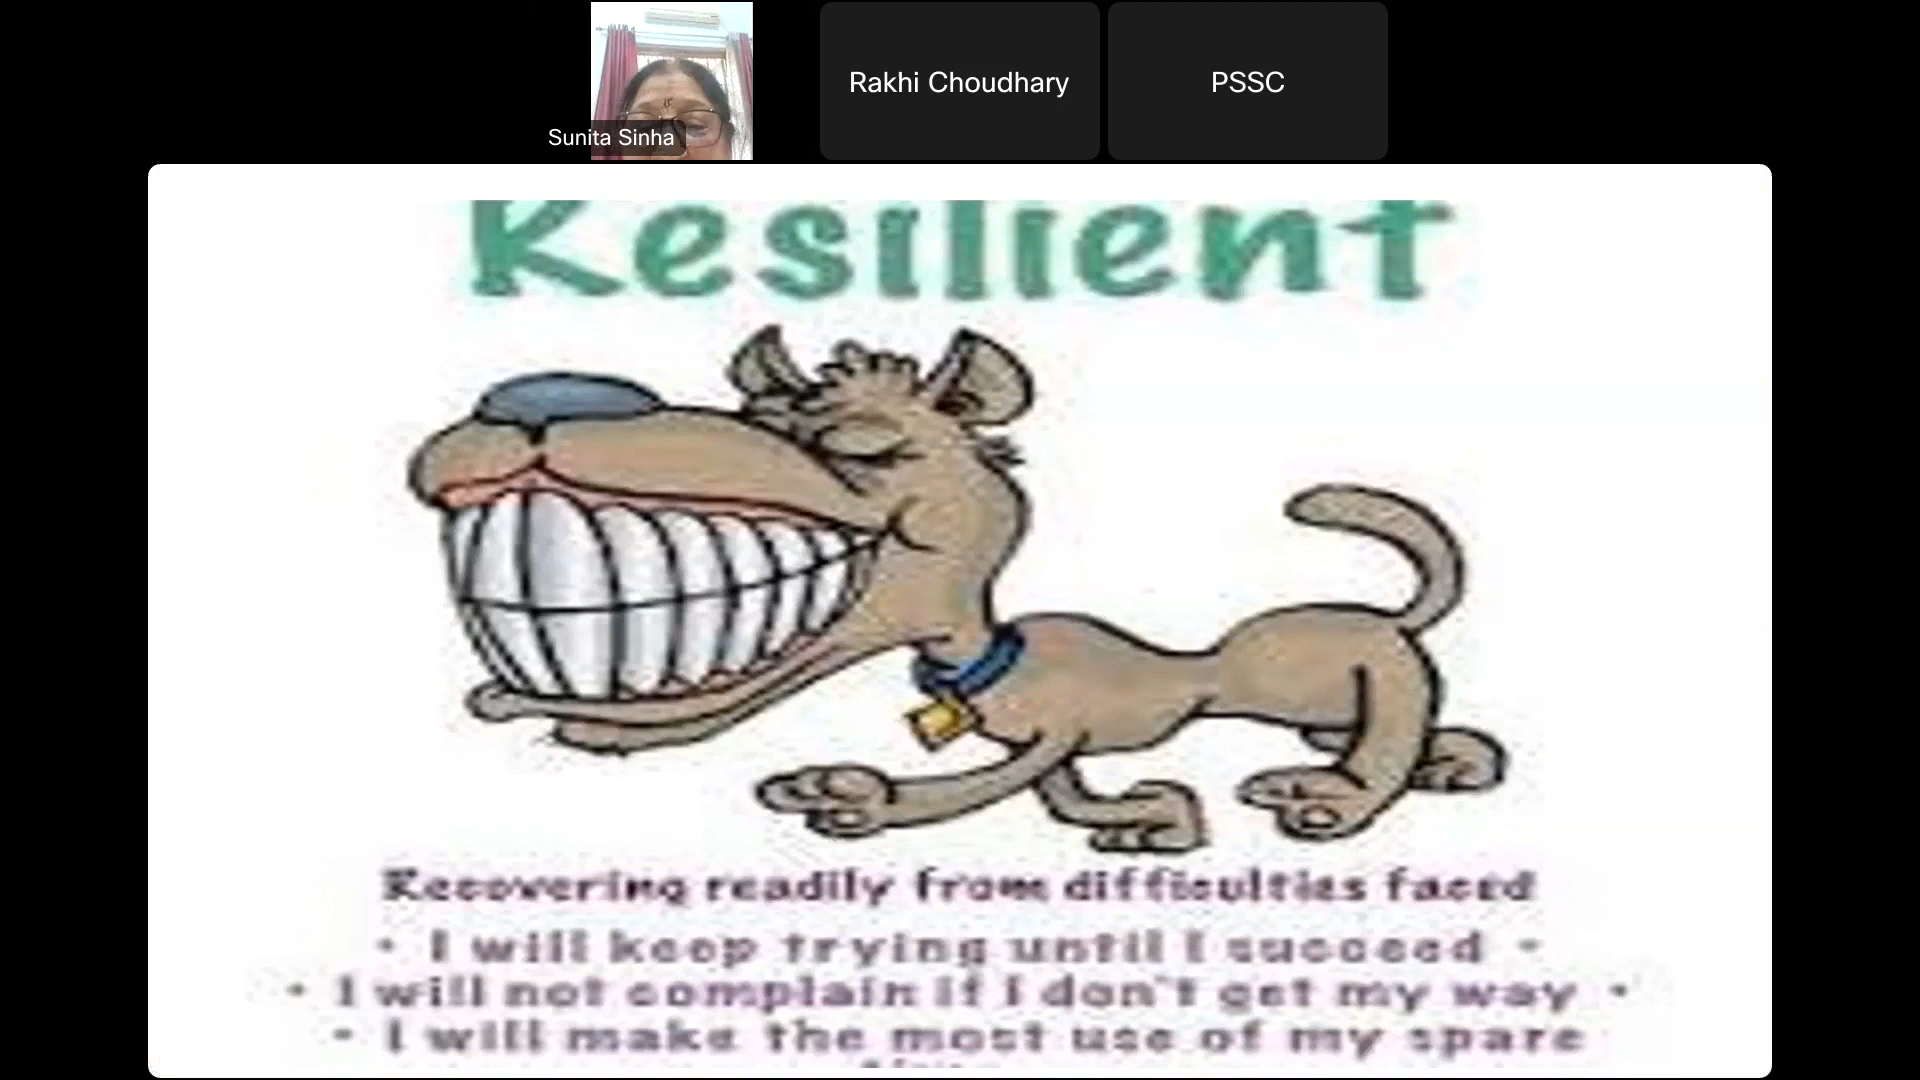 Sunita Sinha
Rakhi Choudhary
PSSC
Resilient
Recovering readily from difficulties faced
• I will keep trying until I succeed •
• I will not complain if I don't get my way •
• I will make the most use of my spare